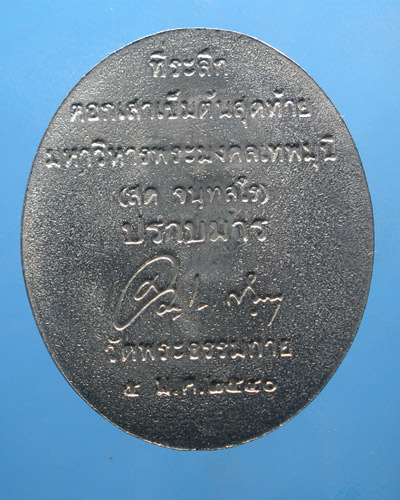 ที่ระลึก
ตอกเสาเข็มต้นสุดท้าย
มหาวิหารพระมงคลเทพมุนี
(สด จนฺทสโร)
ปราบมาร
วัดพระธรรมกาย
๕ ม.ค.๒๕๔๐